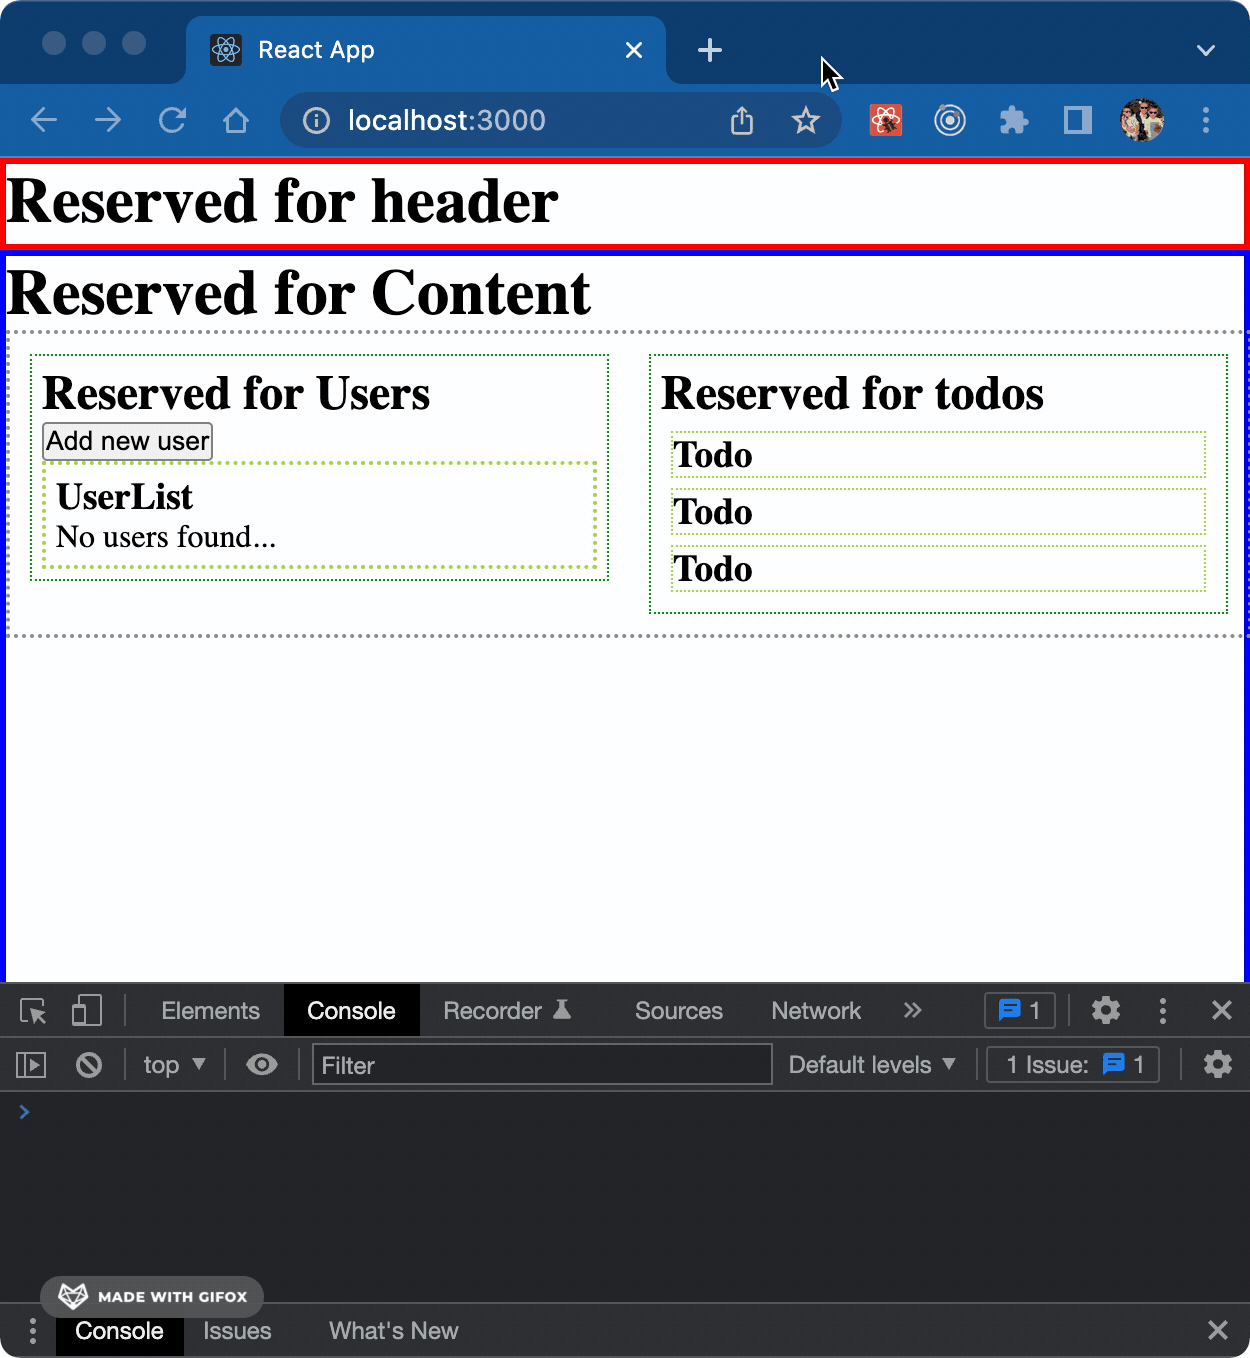 React App
localhost:3000
Reserved for header
Reserved for Content
Reserved for Users
Add new user
UserList
No users found...
Reserved for todos
Todo
Todo
Todo
Elements Console Recorder Sources Network 1
top Filter Default levels 1 Issue: 1
MADE WITH GIFOX
Console Issues What's New